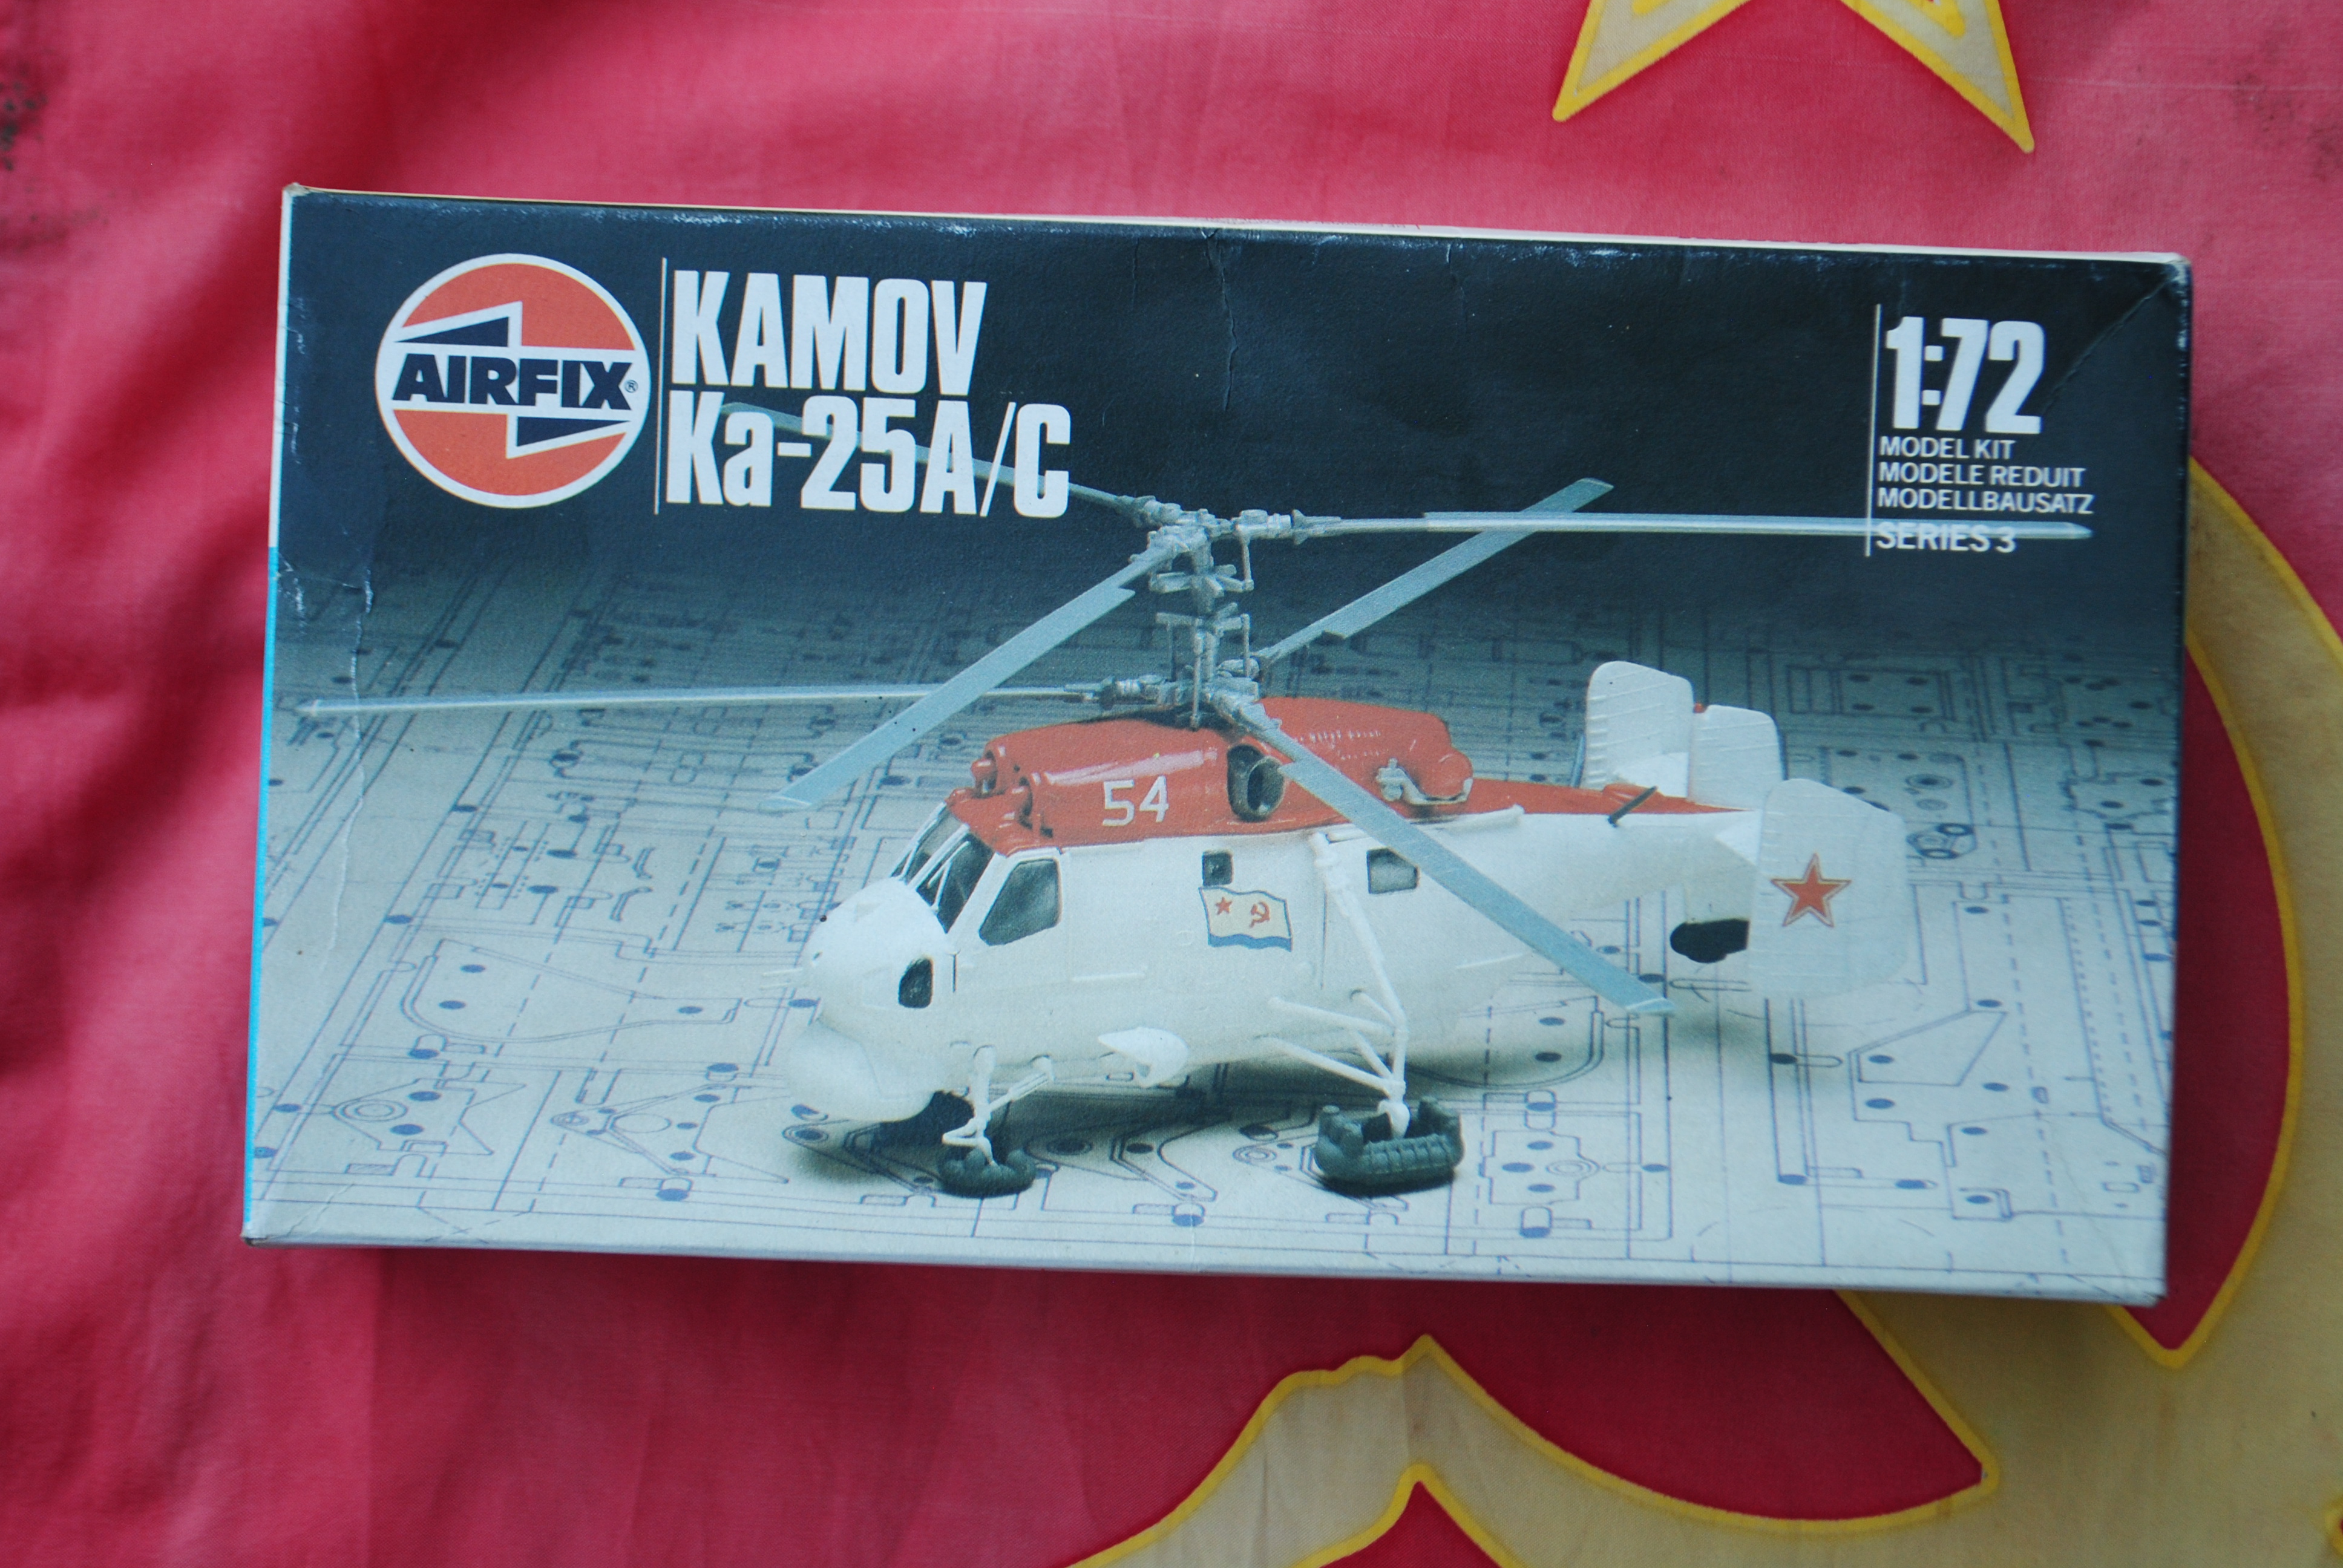 AIRFIX®
KAMOV
Ka-25A/C
1:72
MODEL KIT
MODELE REDUIT
MODELLBAUSATZ
SERIES 3
54